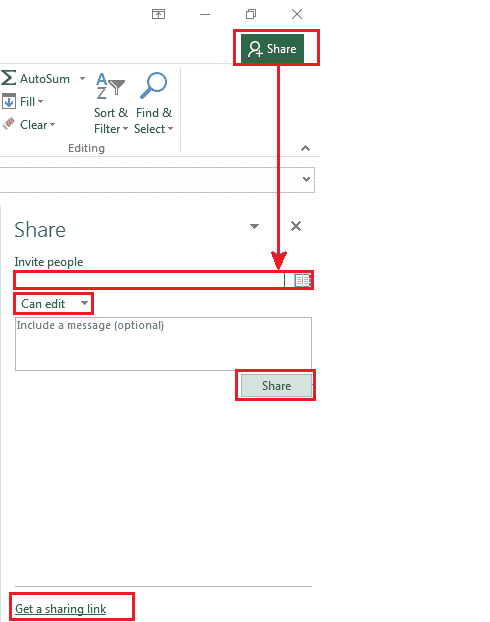 Share
AutoSum
Fill
Clear
Sort &
Filter
Find &
Select
Editing
Share
Invite people
Can edit
Include a message (optional)
Share
Get a sharing link